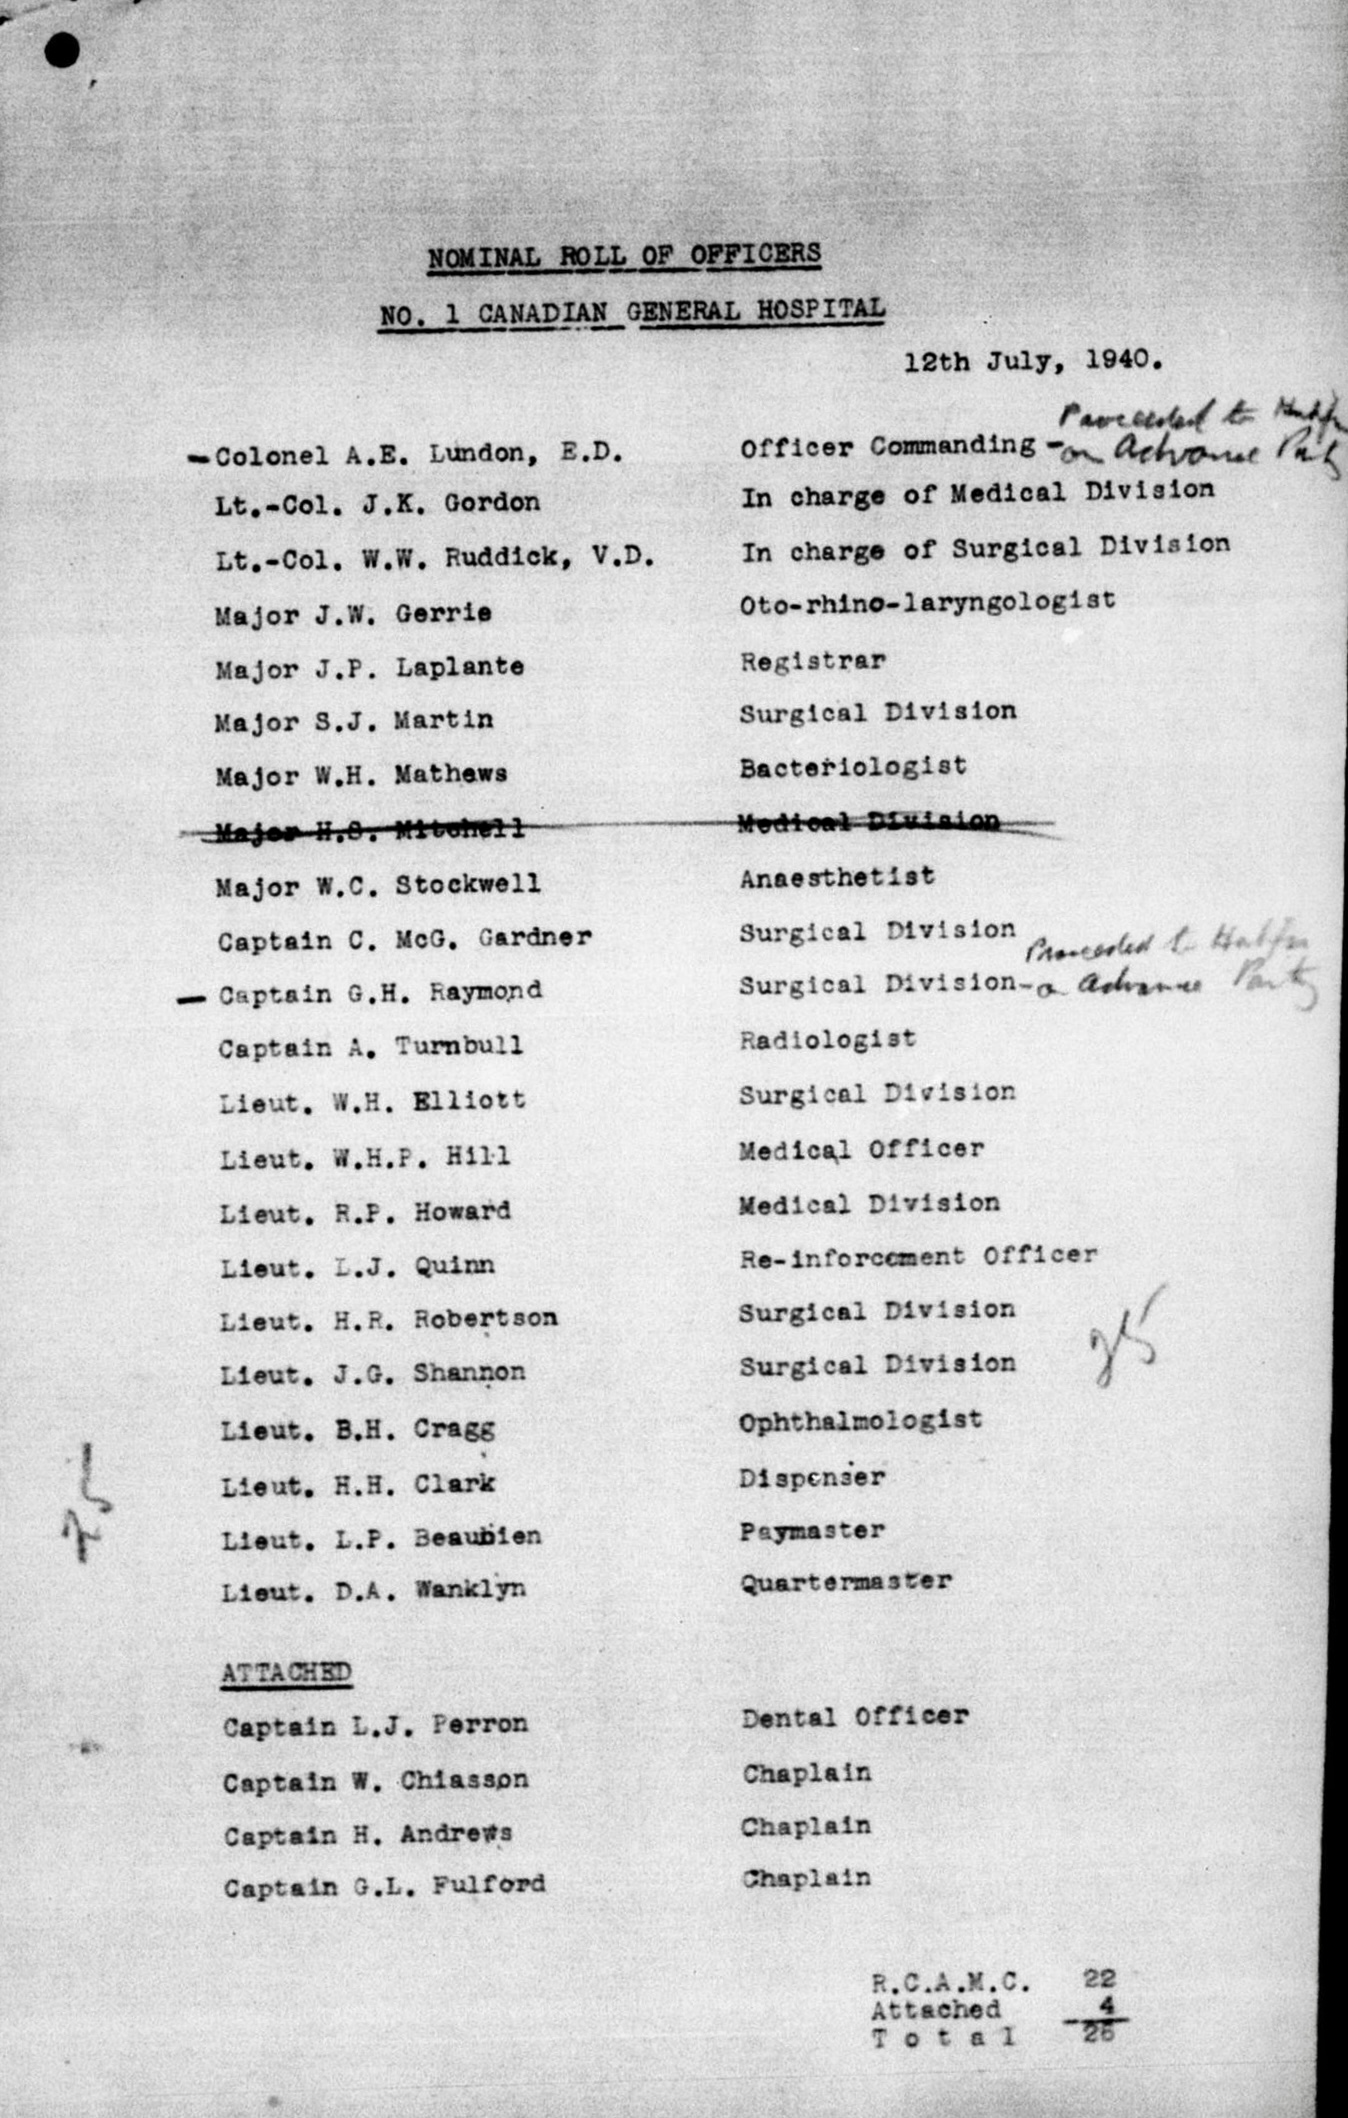 NOMINAL ROLL OF OFFICERS
NO. 1 CANADIAN GENERAL HOSPITAL
12th July, 1940.
Proceeded to Halifax
Colonel A.E. Lundon, E.D. Officer Commanding - on Advance Party
Lt.-Col. J.K. Gordon In charge of Medical Division
Lt.-Col. W.W. Ruddick, V.D. In charge of Surgical Division
Major J.W. Gerrie Oto-rhino-laryngologist
Major J.P. Laplante Registrar
Major S.J. Martin Surgical Division
Major W.H. Mathews Bacteriologist
Major H.S. Mitchell Medical Division
Major W.C. Stockwell Anaesthetist
Captain C. McG. Gardner Surgical Division
Proceeded to Halifax
Captain G.H. Raymond Surgical Division - on Advance Party
Captain A. Turnbull Radiologist
Lieut. W.H. Elliott Surgical Division
Lieut. W.H.P. Hill Medical Officer
Lieut. R.P. Howard Medical Division
Lieut. L.J. Quinn Re-inforcement Officer
Lieut. H.R. Robertson Surgical Division
25
Lieut. J.G. Shannon Surgical Division
Lieut. B.H. Cragg Ophthalmologist
Lieut. H.H. Clark Dispenser
25
Lieut. L.P. Beaubien Paymaster
Lieut. D.A. Wanklyn Quartermaster
ATTACHED
Captain L.J. Perron Dental Officer
Captain W. Chiasson Chaplain
Captain H. Andrews Chaplain
Captain G.L. Fulford Chaplain
R.C.A.M.C. 22
Attached 4
T o t a l 26